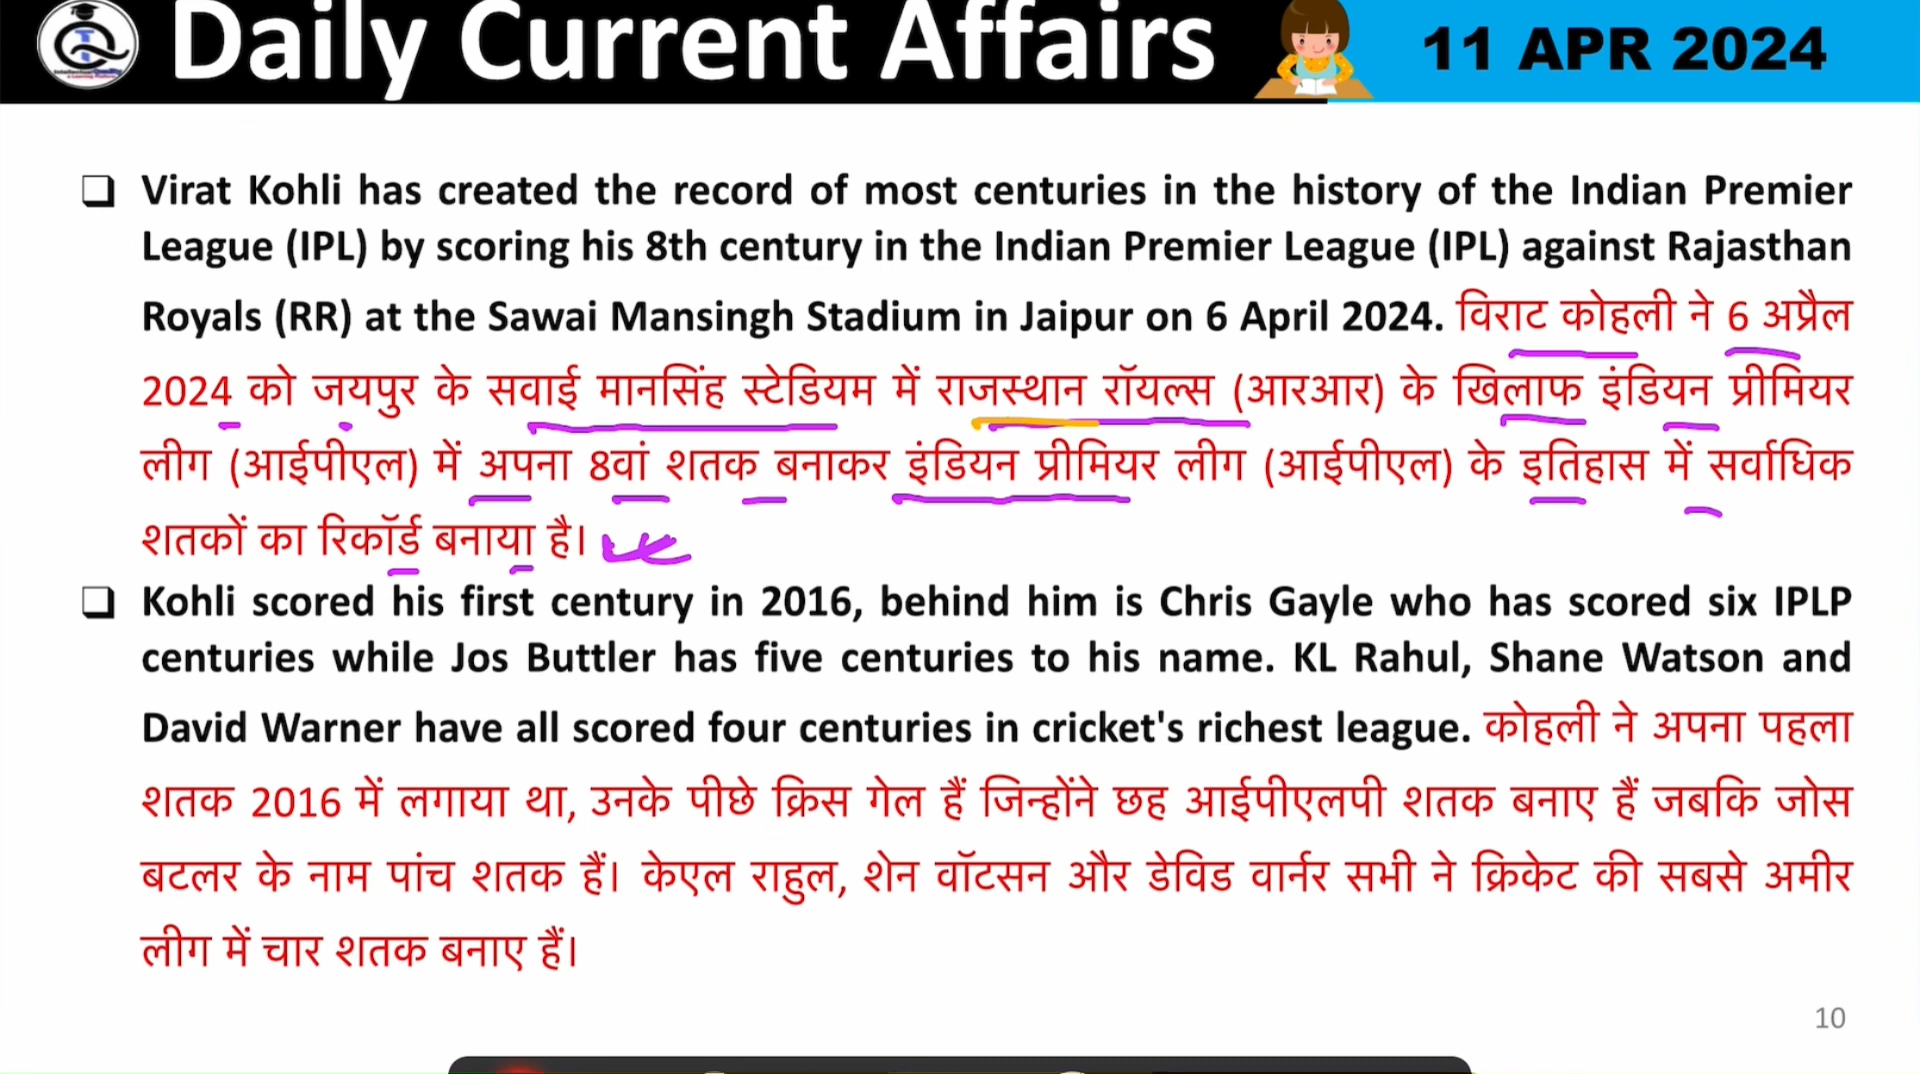 Daily Current Affairs
11 APR 2024
Virat Kohli has created the record of most centuries in the history of the Indian Premier
League (IPL) by scoring his 8th century in the Indian Premier League (IPL) against Rajasthan
Royals (RR) at the Sawai Mansingh Stadium in Jaipur on 6 April 2024. विराट कोहली ने 6 अप्रैल
2024 को जयपुर के सवाई मानसिंह स्टेडियम में राजस्थान रॉयल्स (आरआर) के खिलाफ इंडियन प्रीमियर
लीग (आईपीएल) में अपना 8वां शतक बनाकर इंडियन प्रीमियर लीग (आईपीएल) के इतिहास में सर्वाधिक
शतकों का रिकॉर्ड बनाया है।
Kohli scored his first century in 2016, behind him is Chris Gayle who has scored six IPLP
centuries while Jos Buttler has five centuries to his name. KL Rahul, Shane Watson and
David Warner have all scored four centuries in cricket's richest league. कोहली ने अपना पहला
शतक 2016 में लगाया था, उनके पीछे क्रिस गेल हैं जिन्होंने छह आईपीएलपी शतक बनाए हैं जबकि जोस
बटलर के नाम पांच शतक हैं। केएल राहुल, शेन वॉटसन और डेविड वार्नर सभी ने क्रिकेट की सबसे अमीर
लीग में चार शतक बनाए हैं।
10